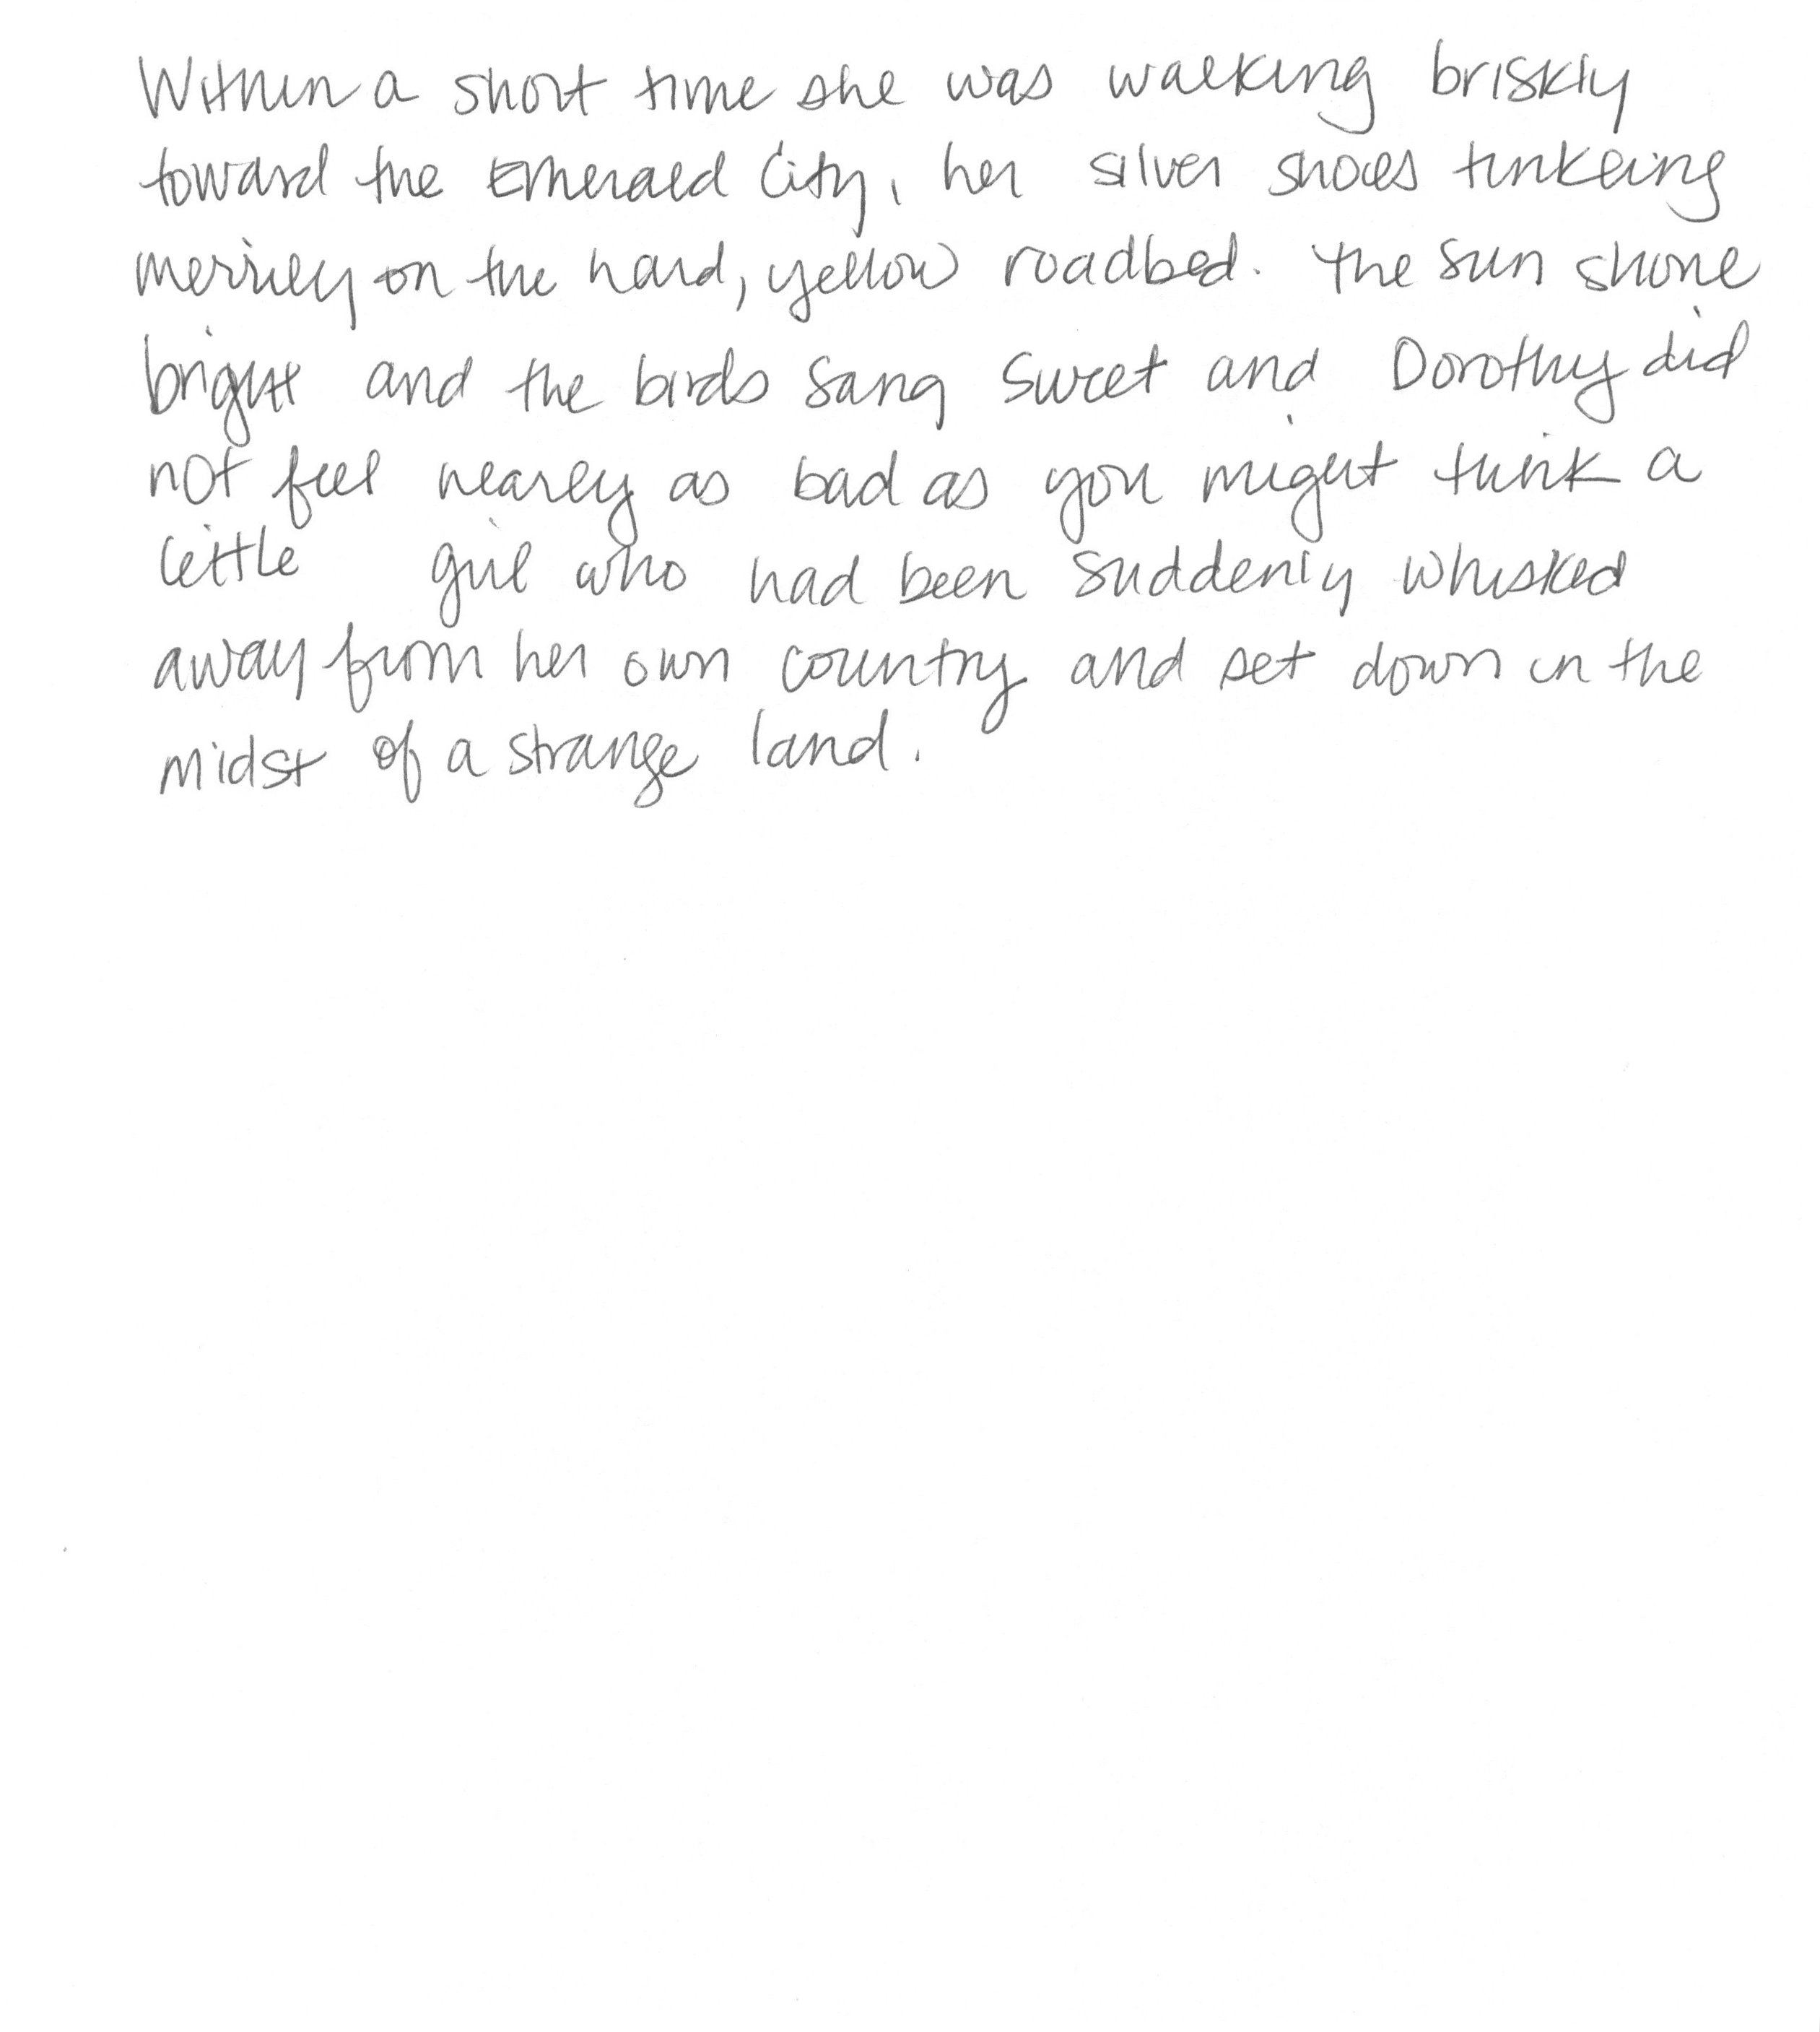 Within a short time she was walking briskly
toward the Emerald City, her silver shoes tinkling
merrily on the hard, yellow roadbed. The sun shone
bright and the birds sang sweet and Dorothy did
not feel nearly as bad as you might think a
little girl who had been suddenly whisked
away from her own country and set down in the
midst of a strange land.